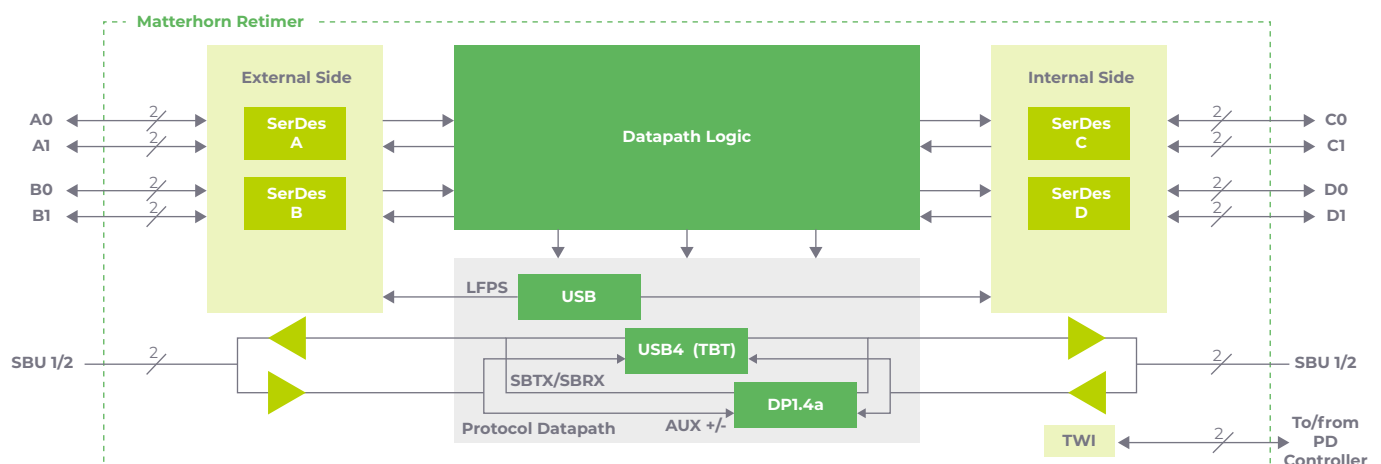 Matterhorn Retimer
External Side
Internal Side
SerDes
A
SerDes
B
Datapath Logic
SerDes
C
SerDes
D
A0
2
A1
2
B0
2
B1
2
2
C0
2
C1
2
D0
2
D1
LFPS
USB
USB4 (TBT)
SBU 1/2
2
2
SBU 1/2
SBTX/SBRX
DP1.4a
AUX +/-
Protocol Datapath
TWI
2
To/from
PD
Controller